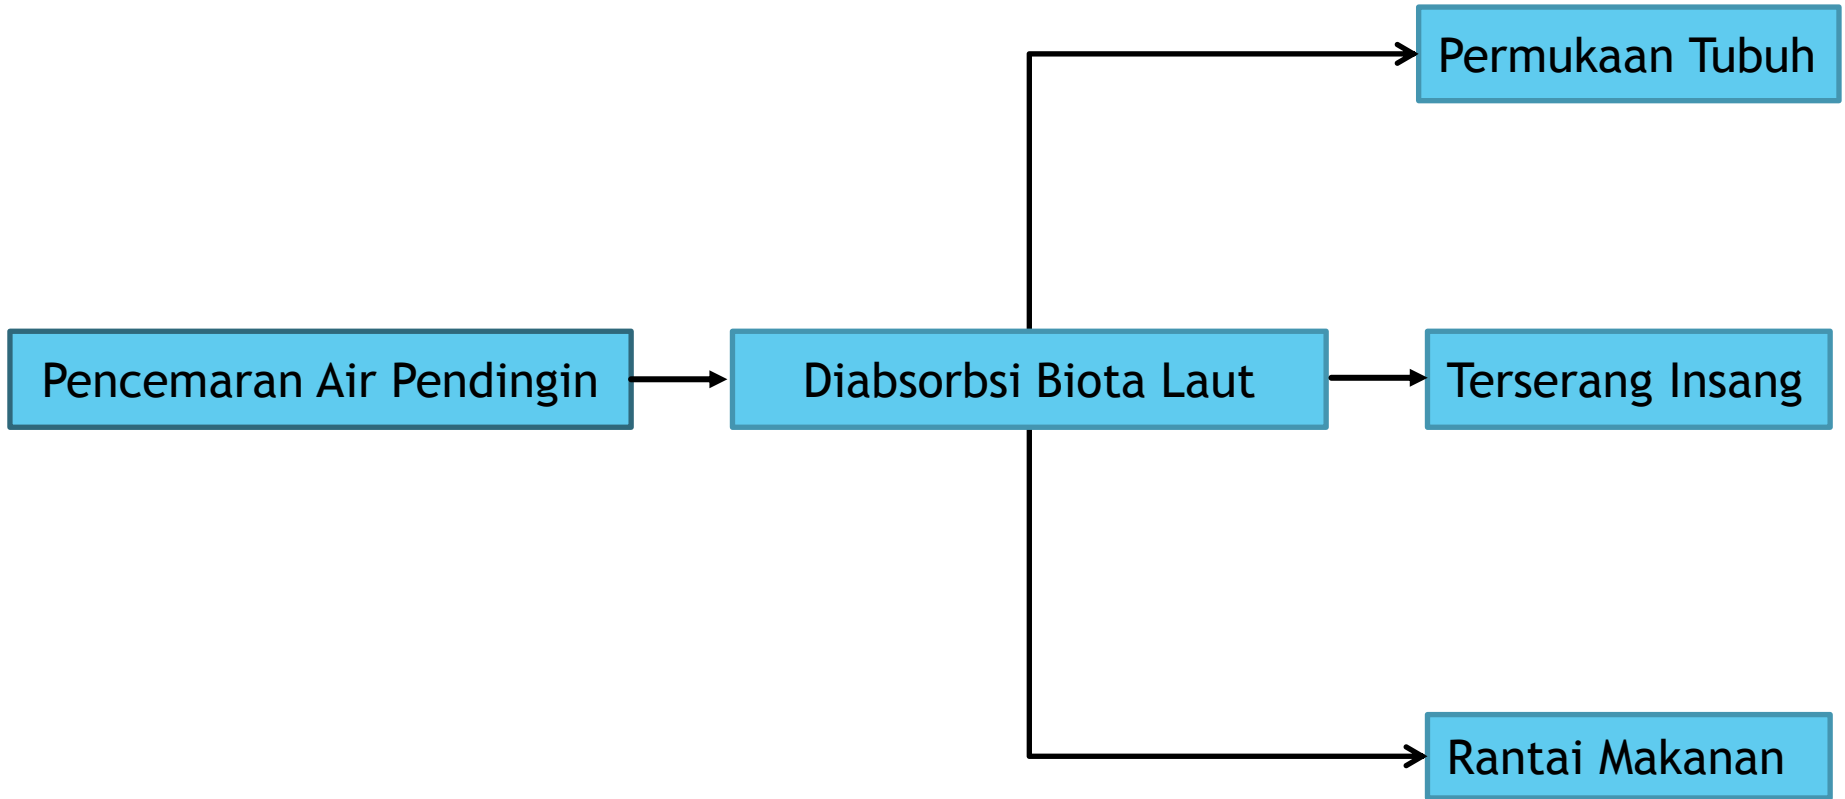 Permukaan Tubuh
Pencemaran Air Pendingin
Diabsorbsi Biota Laut
Terserang Insang
Rantai Makanan